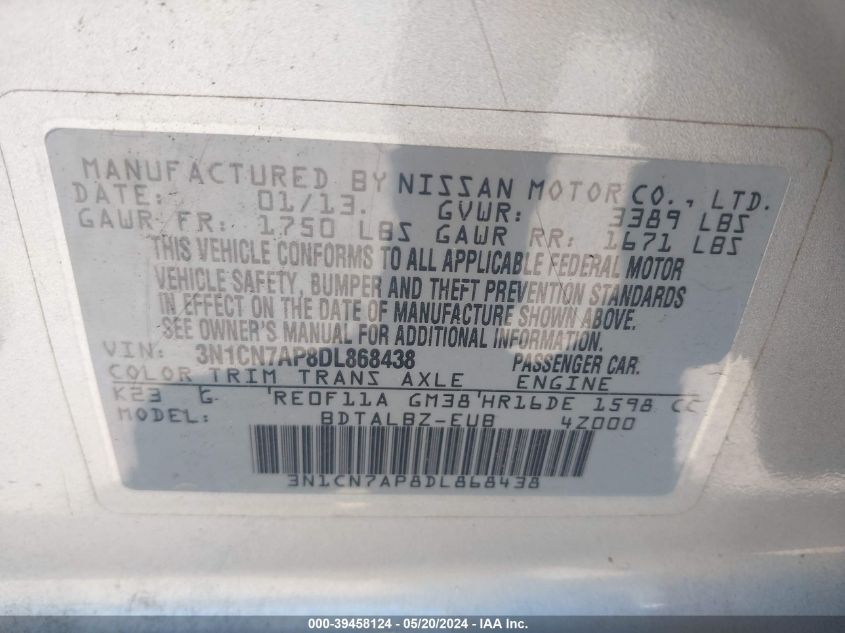 MANUFACTURED BY NISSAN MOTOR CO., LTD.
DATE: 01/13. GVWR: 3389 LBS
GAWR FR: 1750 LBS GAWR RR: 1671 LBS
THIS VEHICLE CONFORMS TO ALL APPLICABLE FEDERAL MOTOR
VEHICLE SAFETY, BUMPER AND THEFT PREVENTION STANDARDS
IN EFFECT ON THE DATE OF MANUFACTURE SHOWN ABOVE.
SEE OWNER'S MANUAL FOR ADDITIONAL INFORMATION.
VIN: 3N1CN7AP8DL868438 PASSENGER CAR.
COLOR TRIM TRANS AXLE ENGINE
K23 G 'RE0F11A GM38'HR16DE 1598 CC
MODEL: BDTALBZ-EUB 4Z000
3N1CN7AP8DL868438
000-39458124 - 05/20/2024 - IAA Inc.